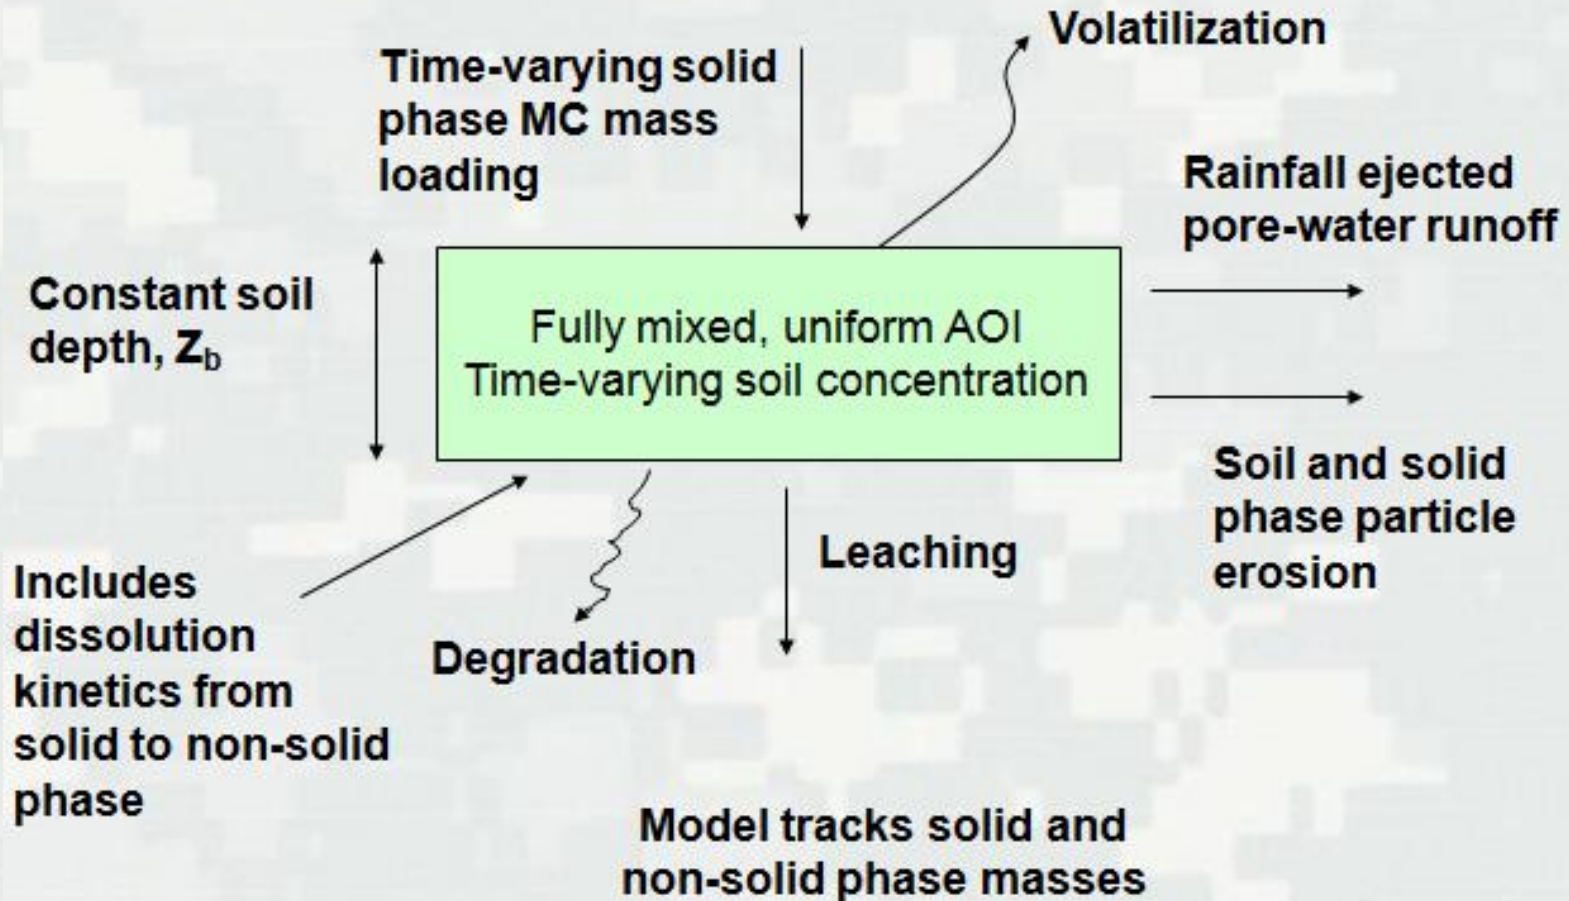 Volatilization
Time-varying solid
phase MC mass
loading
Rainfall ejected
pore-water runoff
Constant soil
depth, Zb
Fully mixed, uniform AOI
Time-varying soil concentration
Soil and solid
phase particle
erosion
Leaching
Includes
dissolution
kinetics from
solid to non-solid
phase
Degradation
Model tracks solid and
non-solid phase masses